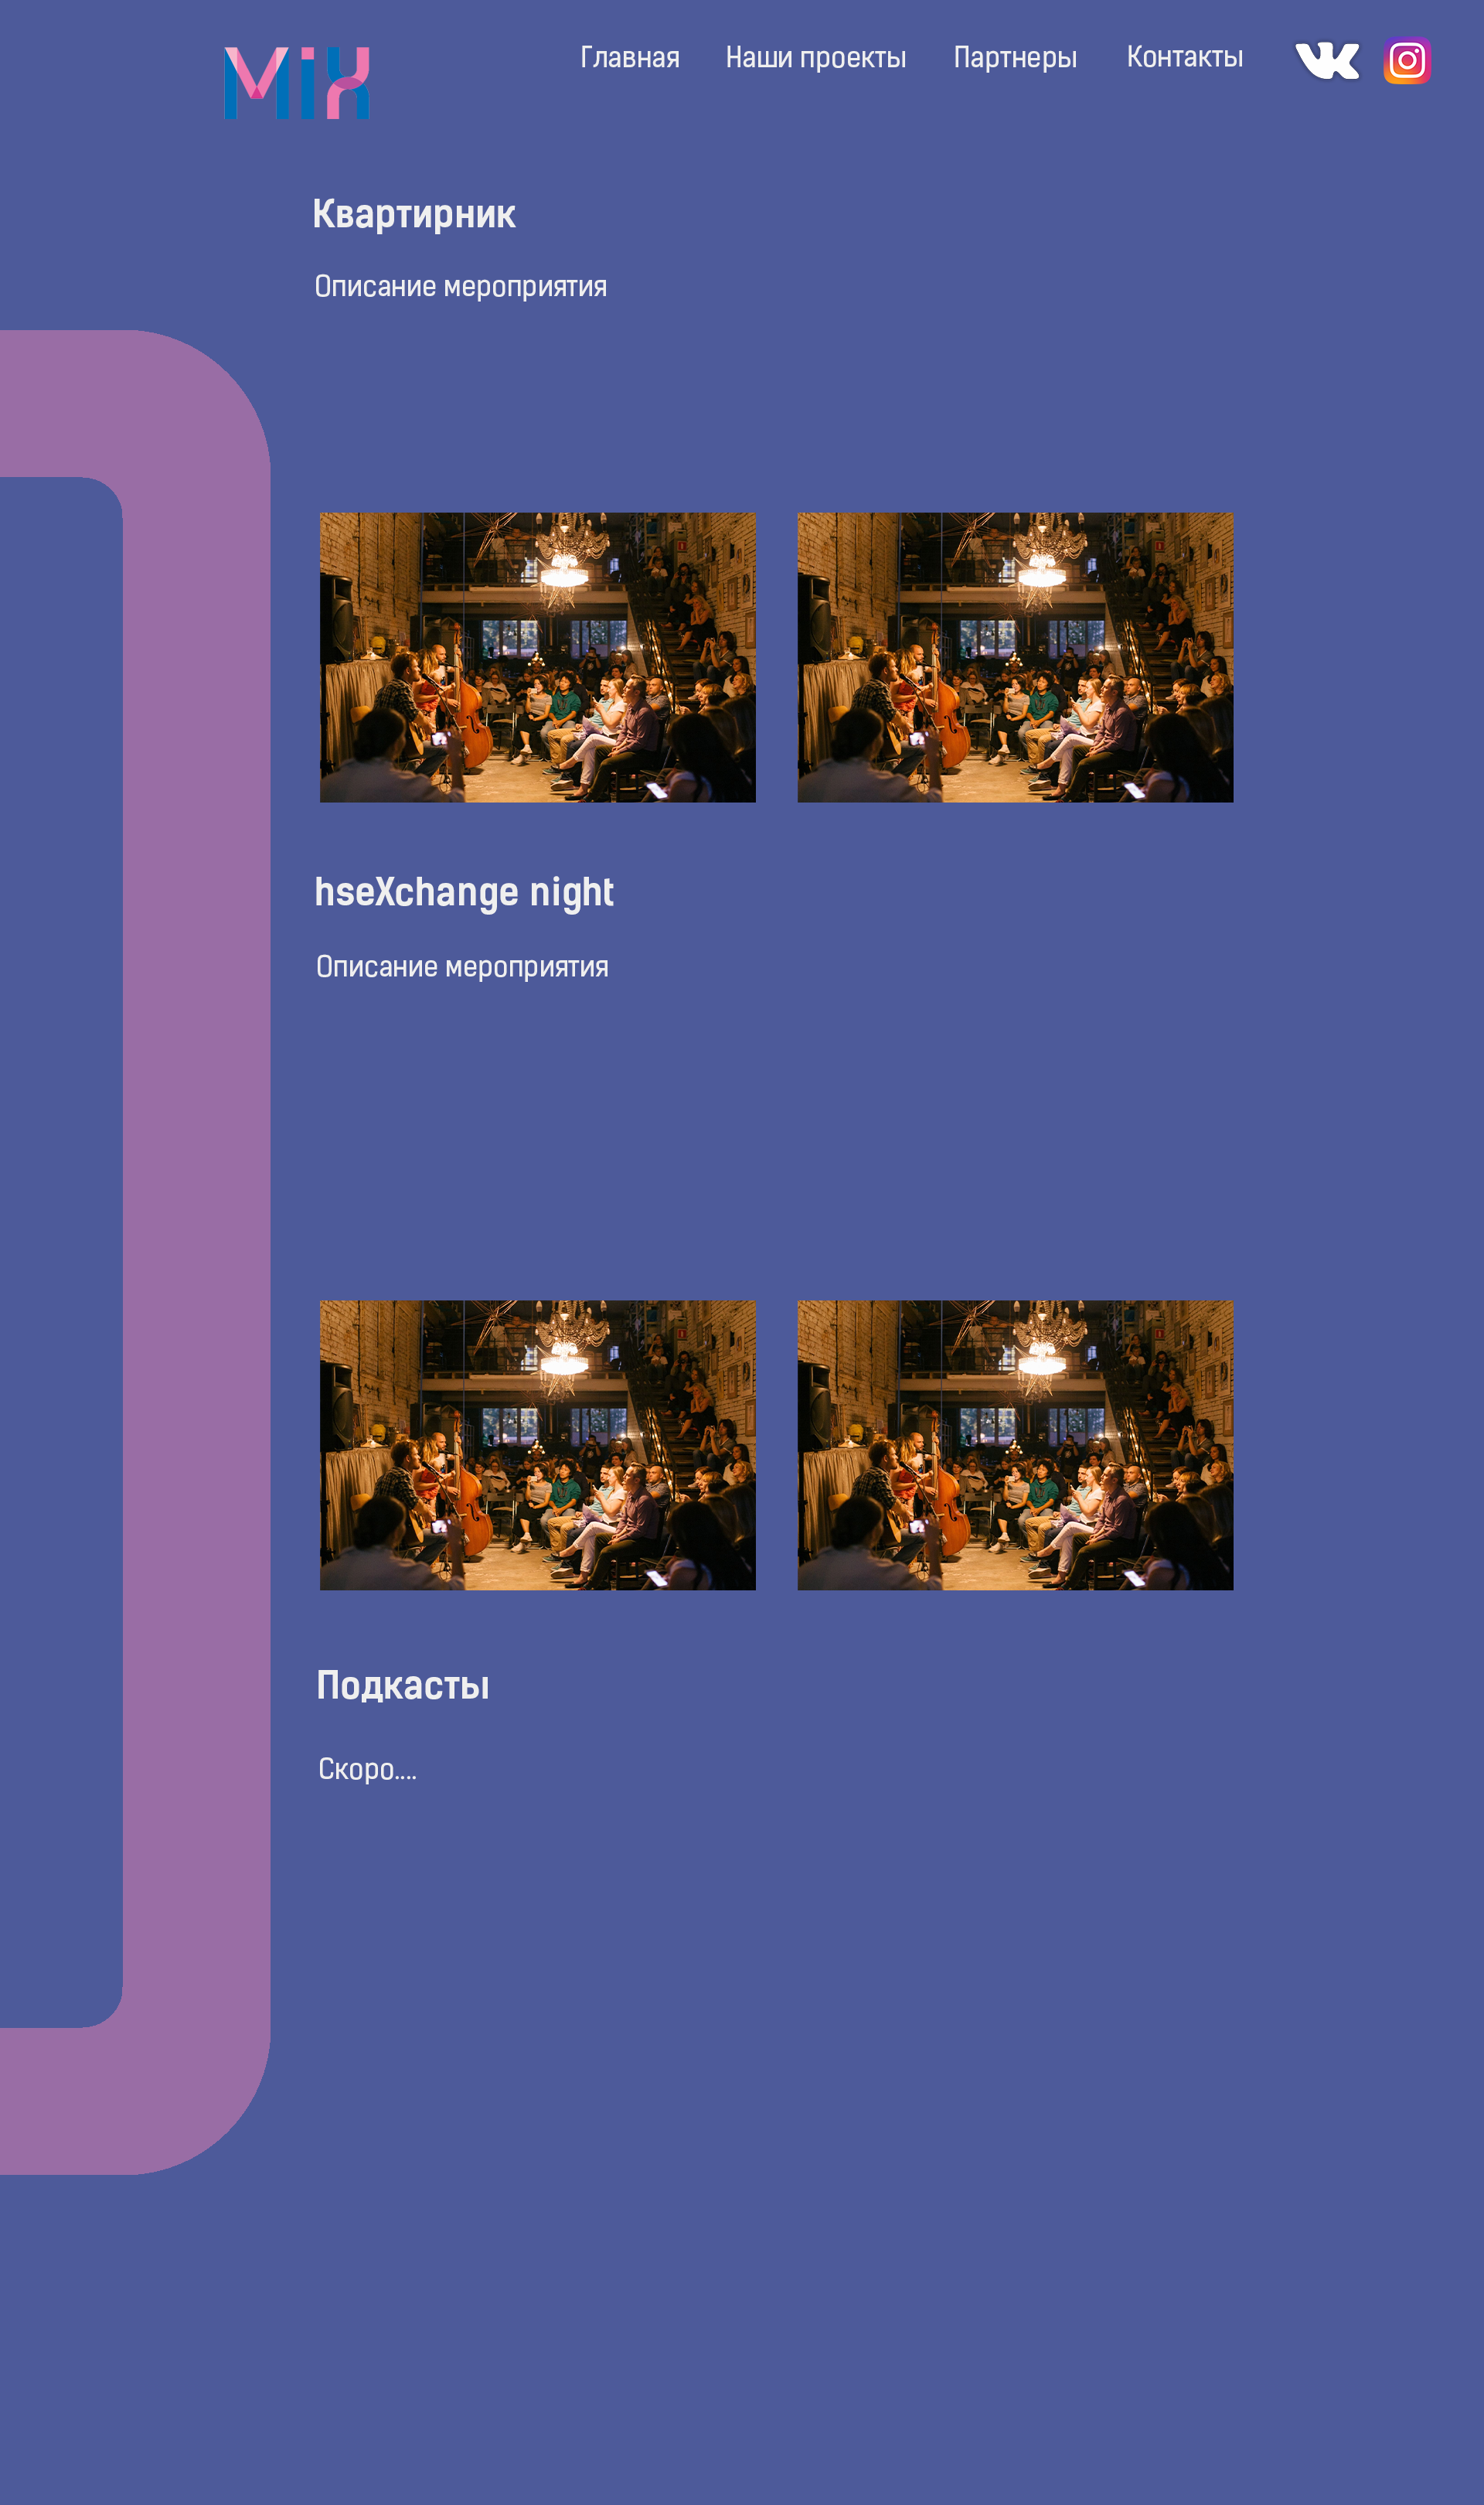 MiX
Главная Наши проекты Партнеры Контакты
Квартирник
Описание мероприятия
hseXchange night
Описание мероприятия
Подкасты
Скоро....